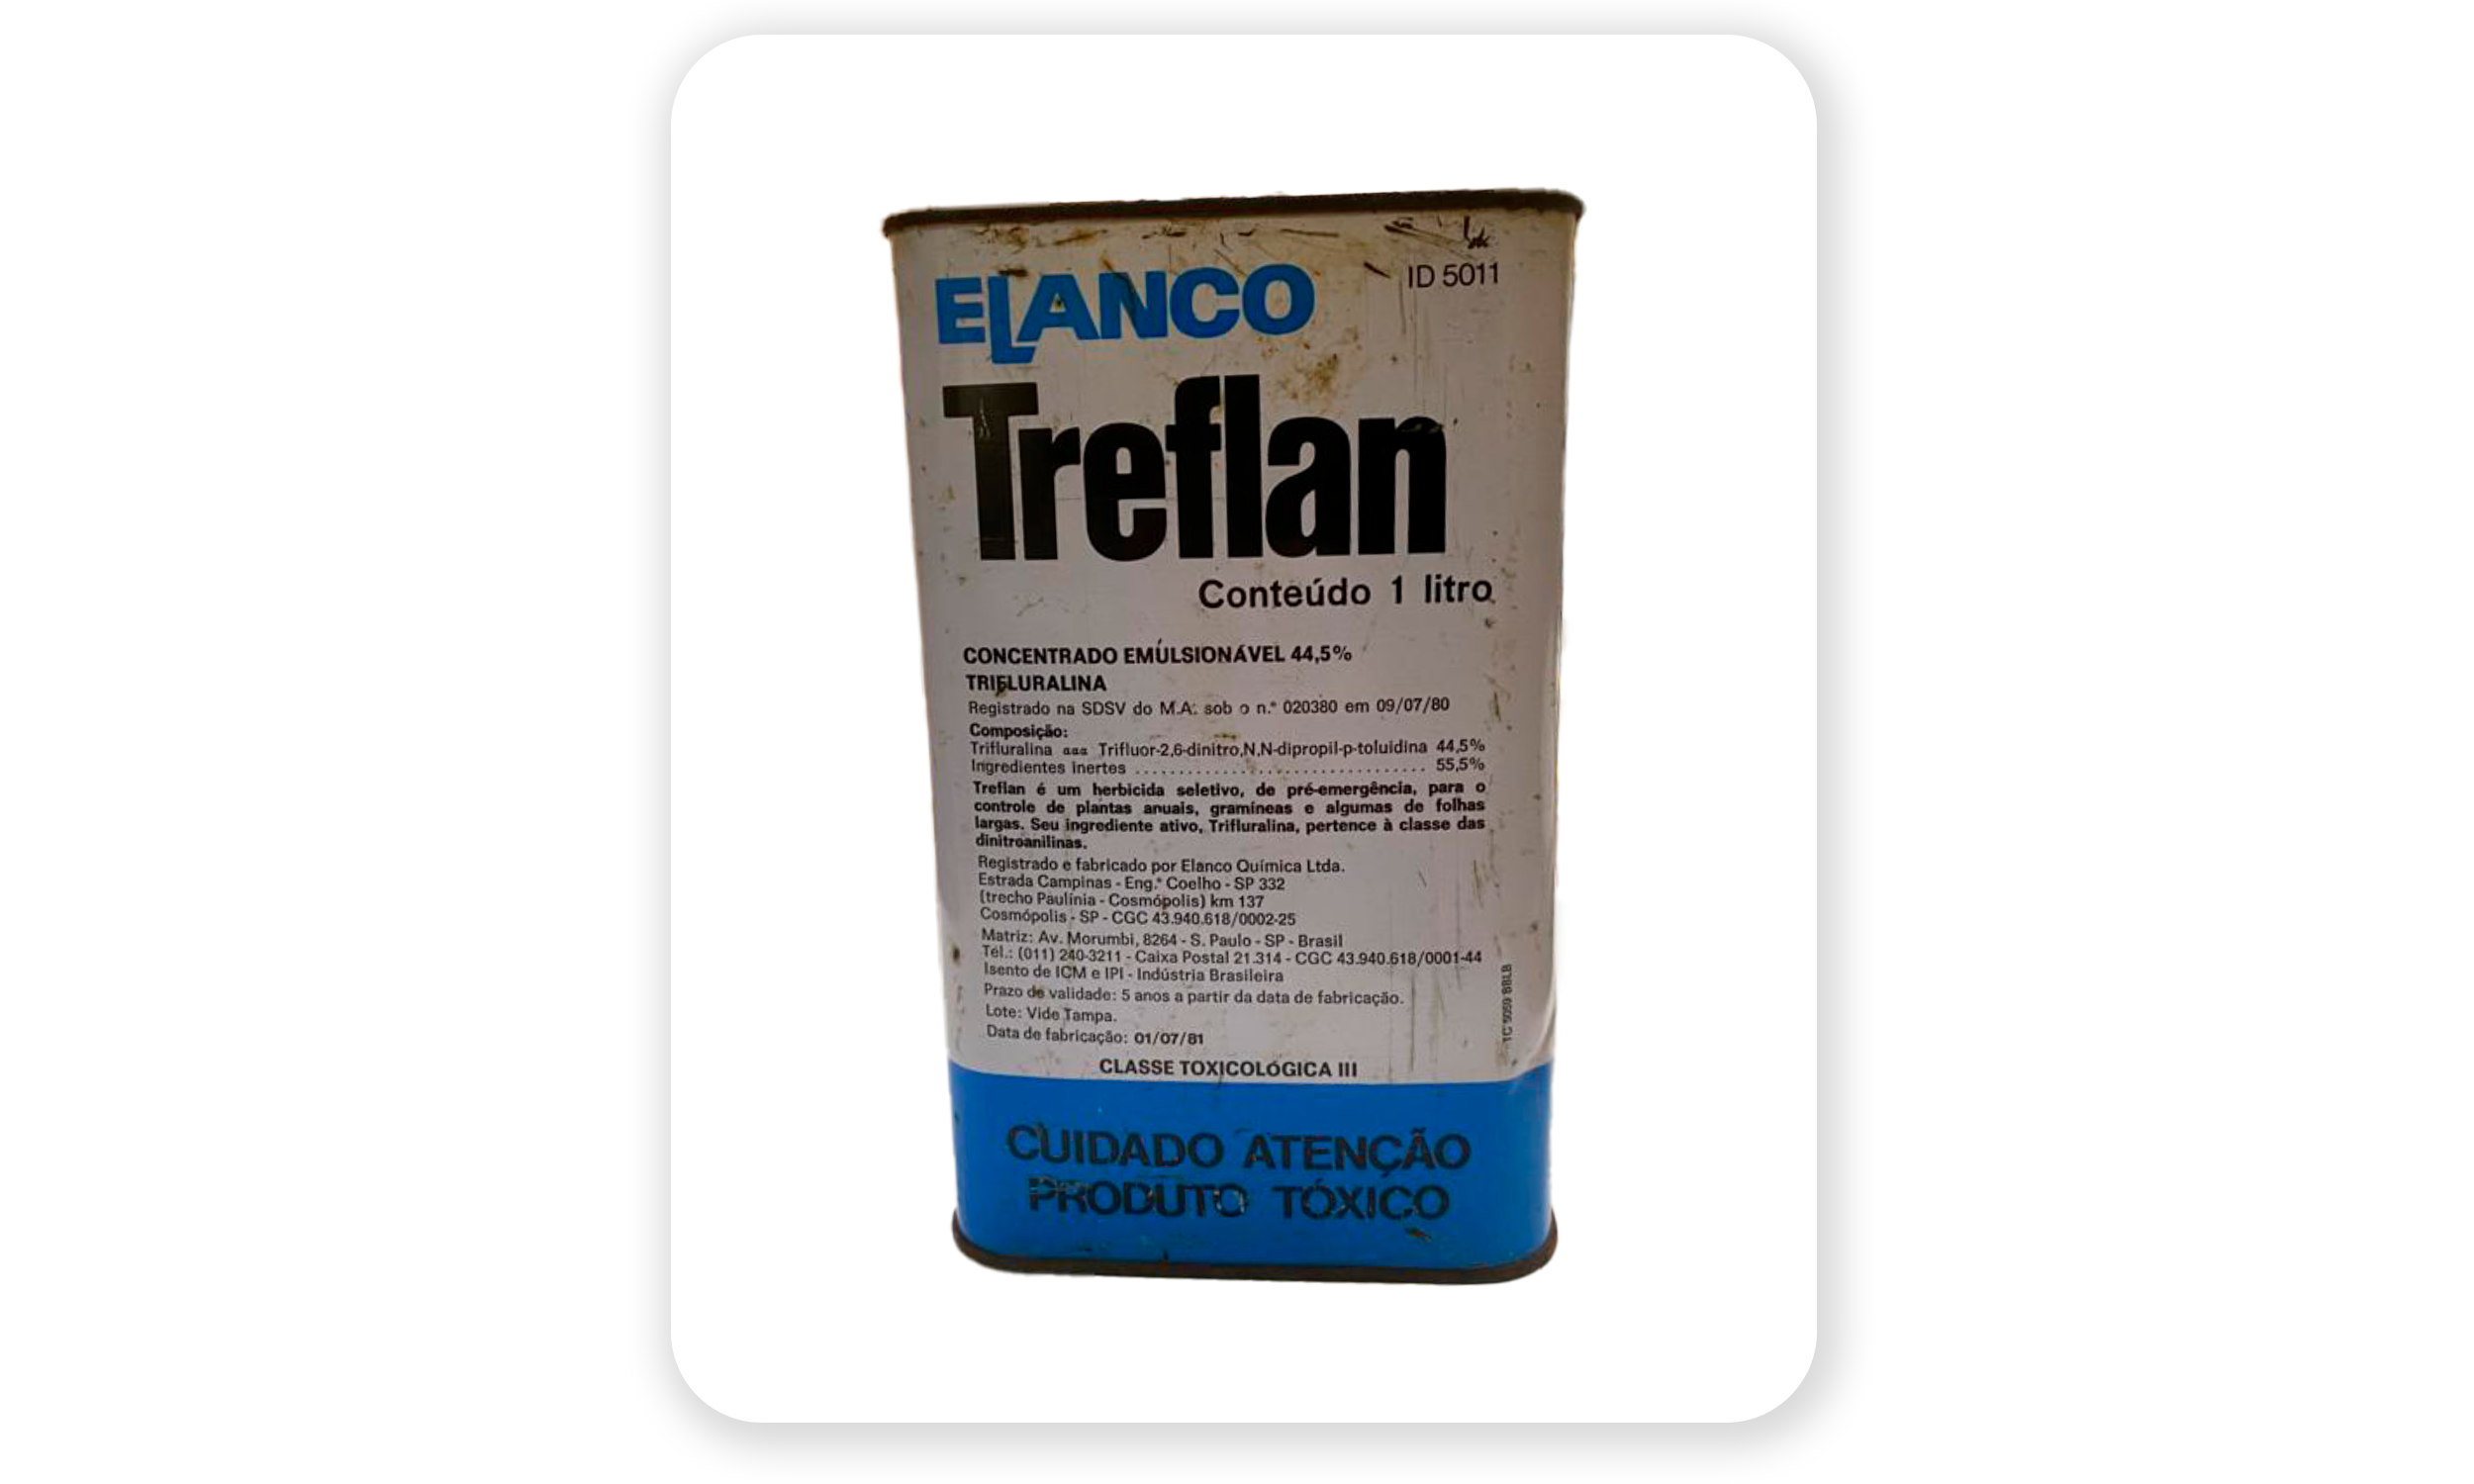 ELANCO
ID 5011
Treflan
Conteúdo 1 litro
CONCENTRADO EMULSIONÁVEL 44,5%
TRIFLURALINA
Registrado na SDSV do M.A. sob o n.º 020380 em 09/07/80
Composição:
Trifluralina ααα Trifluor-2,6-dinitro,N,N-dipropil-p-toluidina 44,5%
Ingredientes inertes ................................ 55,5%
Treflan é um herbicida seletivo, de pré-emergência, para o
controle de plantas anuais, gramíneas e algumas de folhas
largas. Seu ingrediente ativo, Trifluralina, pertence à classe das
dinitroanilinas.
Registrado e fabricado por Elanco Química Ltda.
Estrada Campinas - Eng.º Coelho - SP 332
(trecho Paulínia - Cosmópolis) km 137
Cosmópolis - SP - CGC 43.940.618/0002-25
Matriz: Av. Morumbi, 8264 - S. Paulo - SP - Brasil
Tel.: (011) 240-3211 - Caixa Postal 21.314 - CGC 43.940.618/0001-44
Isento de ICM e IPI - Indústria Brasileira
Prazo de validade: 5 anos a partir da data de fabricação.
Lote: Vide Tampa.
Data de fabricação: 01/07/81
TC 5059 BBLB
CLASSE TOXICOLÓGICA III
CUIDADO ATENÇÃO
PRODUTO TÓXICO